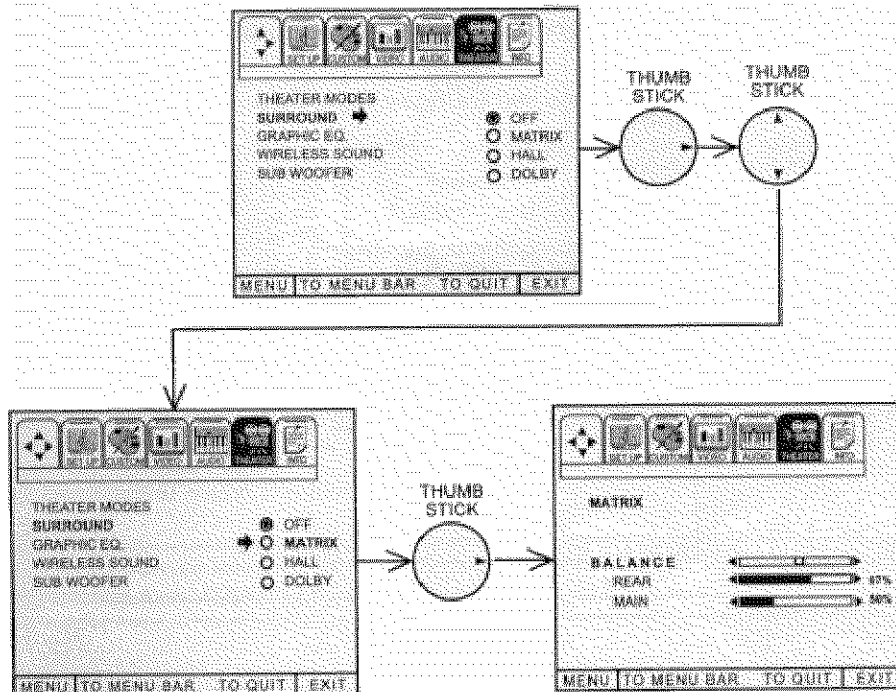 SET UP CUSTOM VIDEO AUDIO THEATER INFO
THEATER MODES
SURROUND
GRAPHIC EQ.
WIRELESS SOUND
SUB WOOFER
OFF
MATRIX
HALL
DOLBY
MENU TO MENU BAR TO QUIT EXIT
THUMB
STICK
THUMB
STICK
SET UP CUSTOM VIDEO AUDIO THEATER INFO
THEATER MODES
SURROUND
GRAPHIC EQ.
WIRELESS SOUND
SUB WOOFER
OFF
MATRIX
HALL
DOLBY
MENU TO MENU BAR TO QUIT EXIT
THUMB
STICK
SET UP CUSTOM VIDEO AUDIO THEATER INFO
MATRIX
BALANCE
REAR 67%
MAIN 50%
MENU TO MENU BAR TO QUIT EXIT